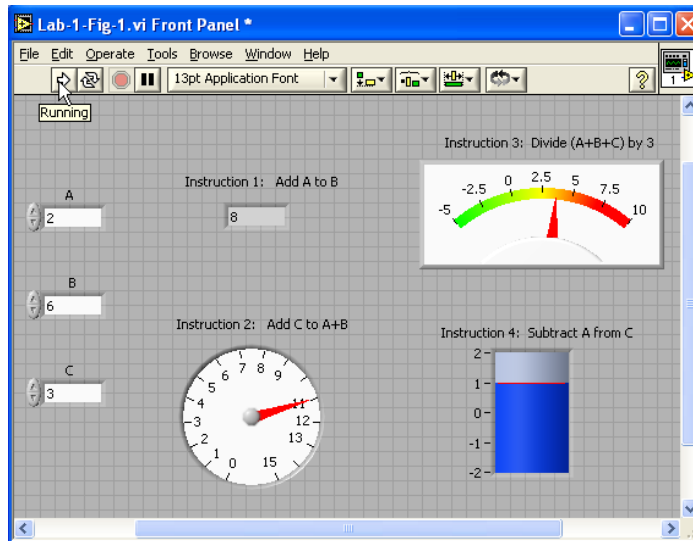 Lab-1-Fig-1.vi Front Panel *
File Edit Operate Tools Browse Window Help
13pt Application Font
?
1
Running
Instruction 3: Divide (A+B+C) by 3
-5 -2.5 0 2.5 5 7.5 10
Instruction 1: Add A to B
8
A
2
B
6
C
3
Instruction 2: Add C to A+B
0 1 2 3 4 5 6 7 8 9 11 12 13 15
Instruction 4: Subtract A from C
2
1
0
-1
-2